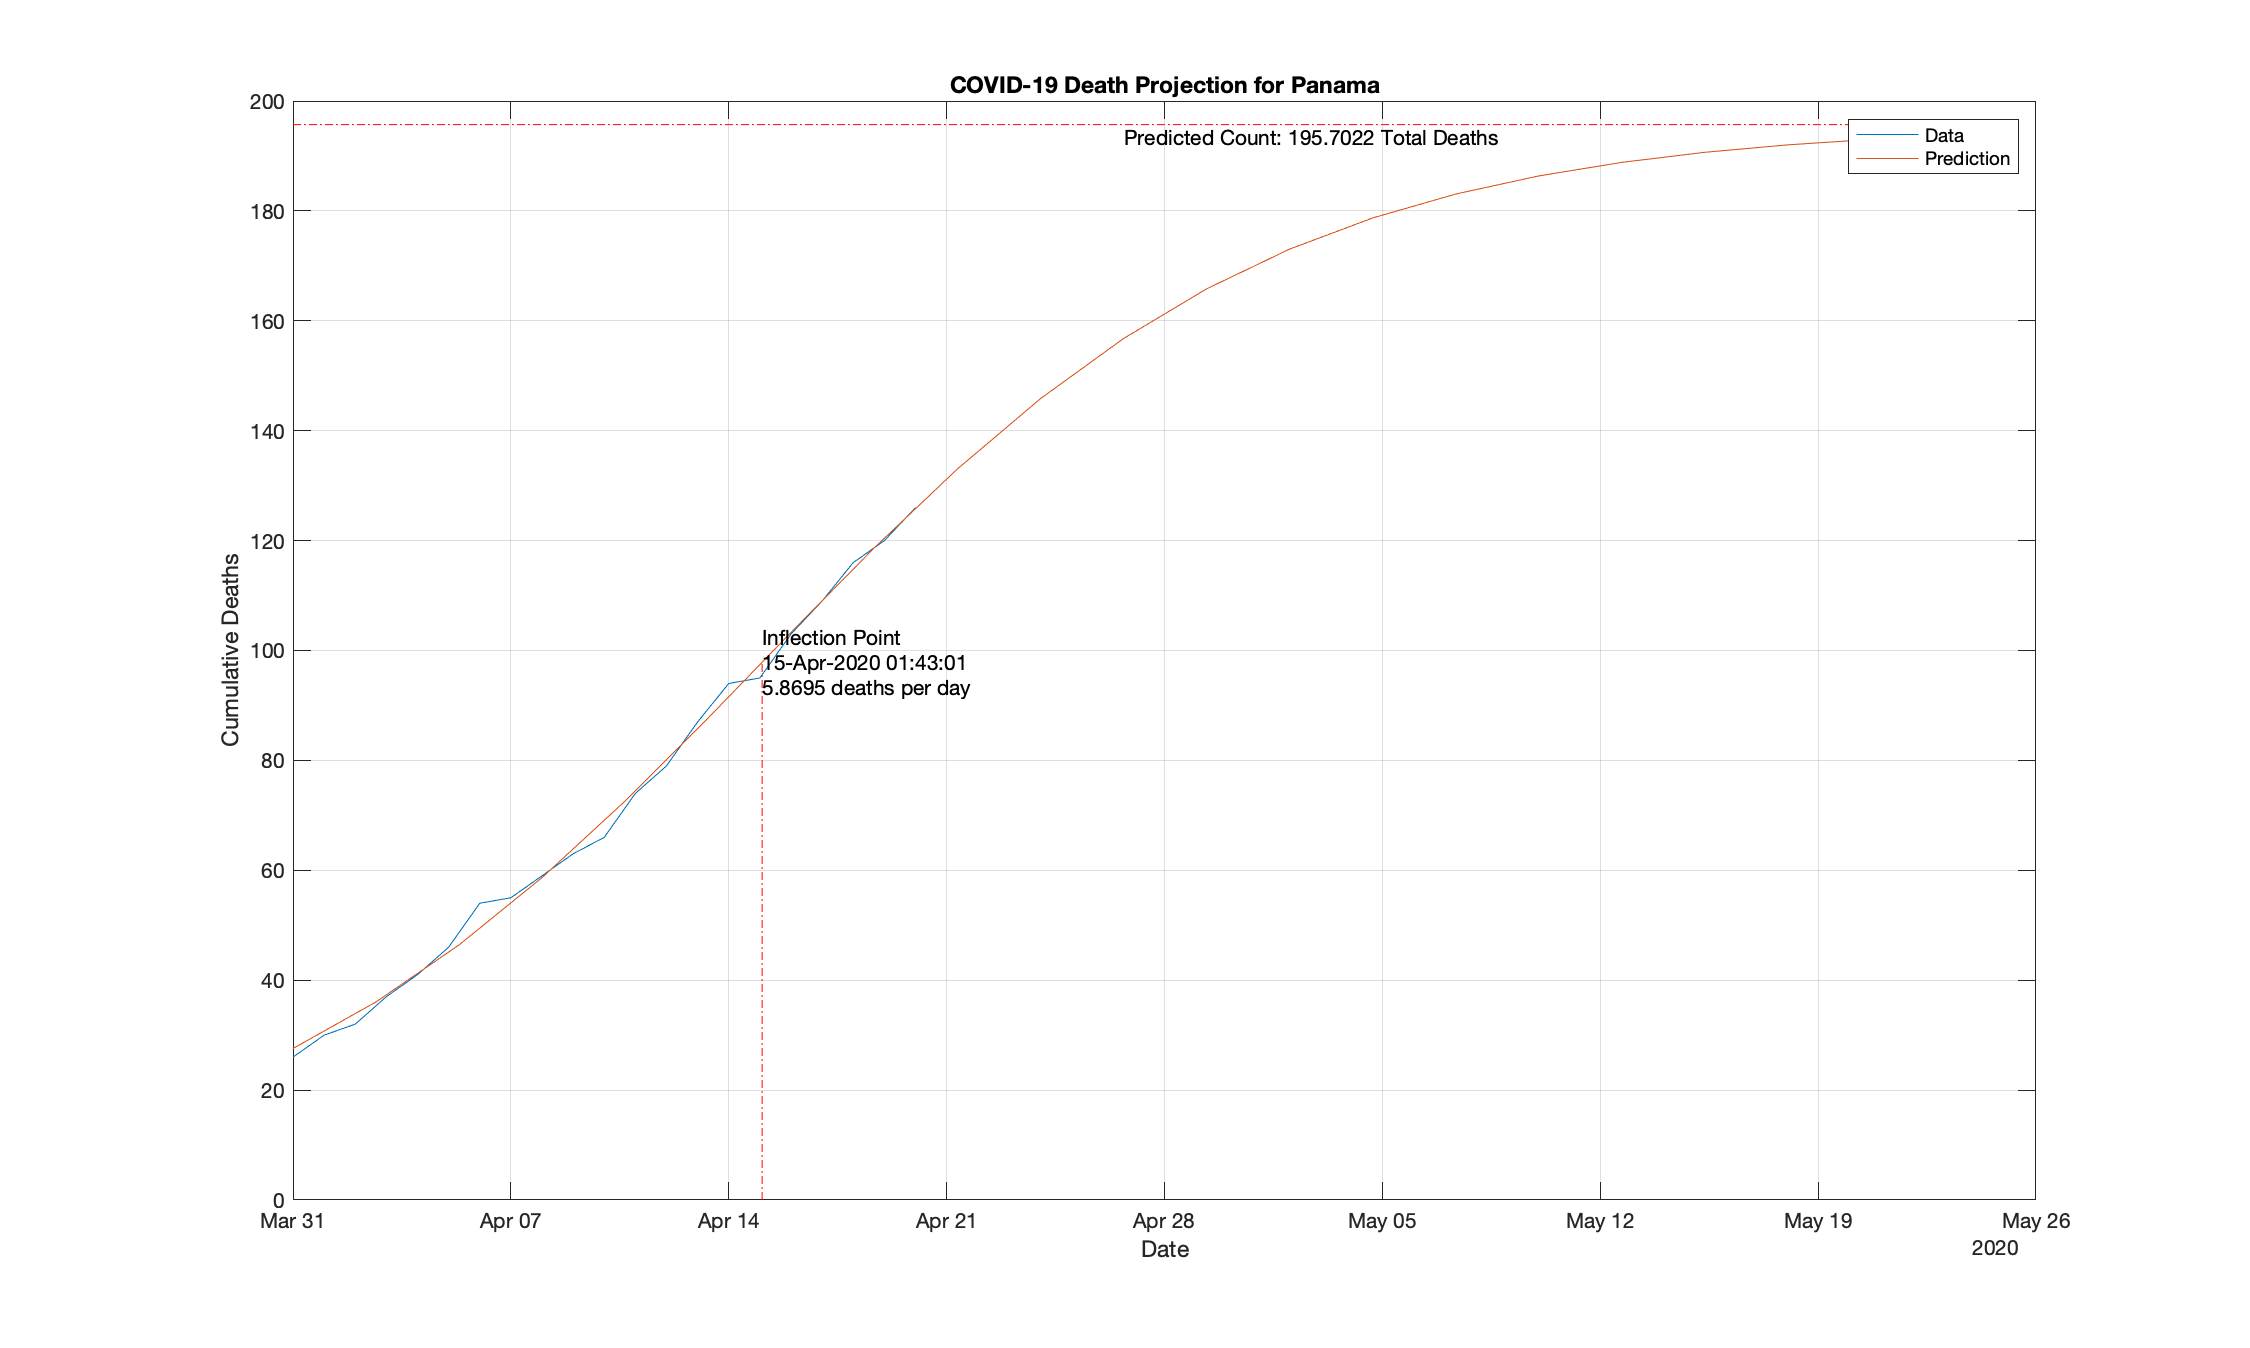 COVID-19 Death Projection for Panama
200
180
160
140
120
100
80
60
40
20
0
Cumulative Deaths
Predicted Count: 195.7022 Total Deaths
Data
Prediction
Inflection Point
15-Apr-2020 01:43:01
5.8695 deaths per day
Mar 31 Apr 07 Apr 14 Apr 21 Apr 28 May 05 May 12 May 19 May 26
Date
2020